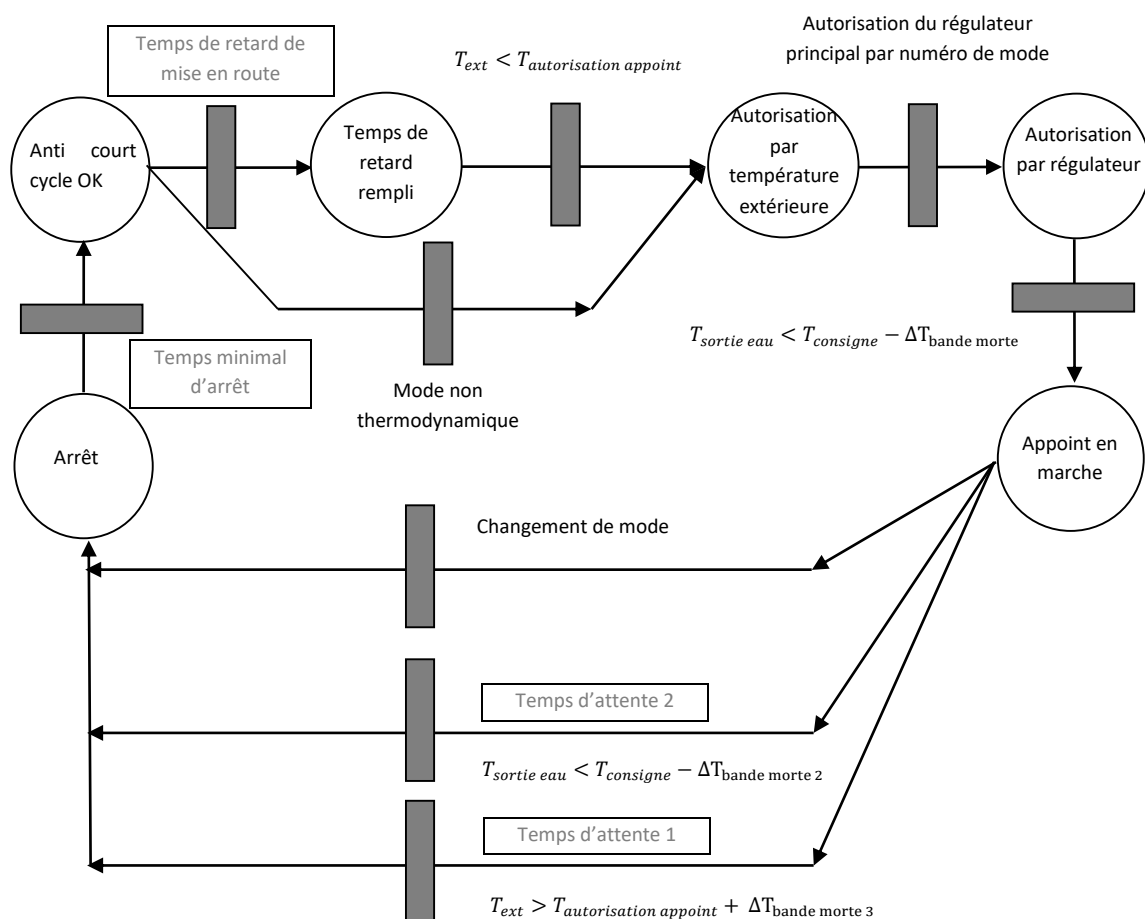 Temps de retard de
mise en route
Autorisation du régulateur
principal par numéro de mode
T_ext < T_autorisation appoint
Anti court
cycle OK
Temps de
retard
rempli
Autorisation
par
température
extérieure
Autorisation
par régulateur
T_sortie eau < T_consigne − ΔT_bande morte
Temps minimal
d’arrêt
Mode non
thermodynamique
Arrêt
Appoint en
marche
Changement de mode
Temps d’attente 2
T_sortie eau < T_consigne − ΔT_bande morte 2
Temps d’attente 1
T_ext > T_autorisation appoint + ΔT_bande morte 3